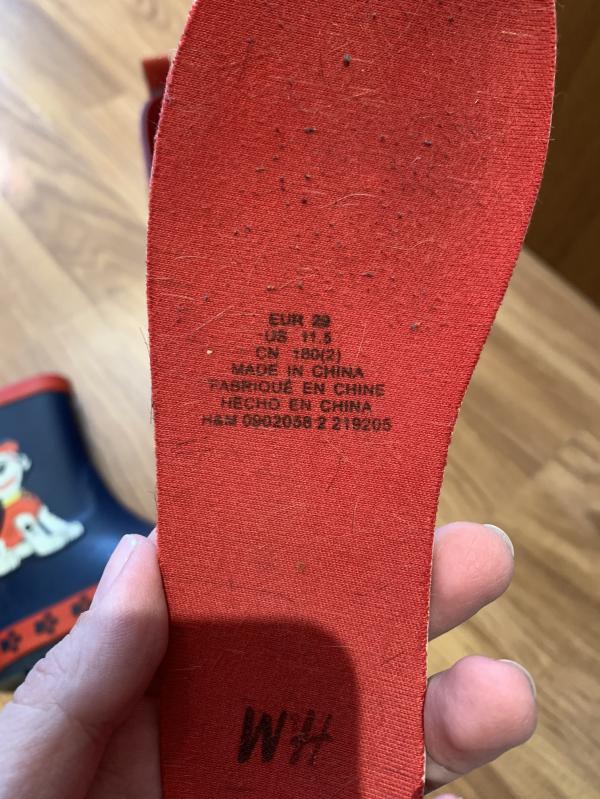 EUR 29
US 11.5
CN 180(2)
MADE IN CHINA
FABRIQUÉ EN CHINE
HECHO EN CHINA
H&M 0902038 2 219205
H&M